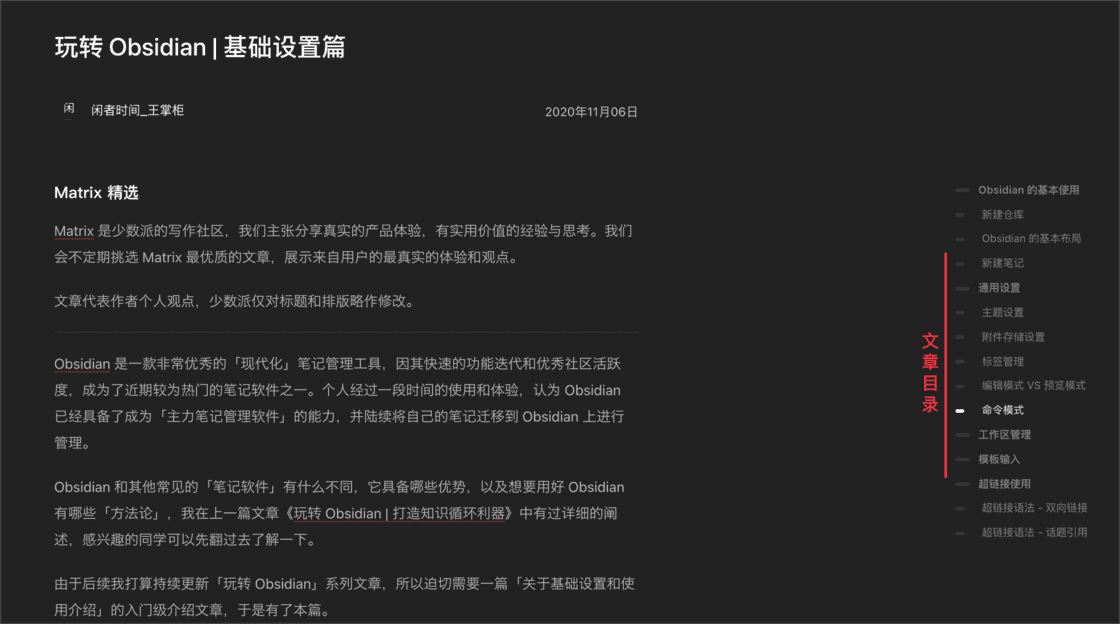 玩转 Obsidian | 基础设置篇
闲
闲者时间_王掌柜
2020年11月06日
Matrix 精选
Matrix 是少数派的写作社区，我们主张分享真实的产品体验，有实用价值的经验与思考。我们
会不定期挑选 Matrix 最优质的文章，展示来自用户的最真实的体验和观点。
文章代表作者个人观点，少数派仅对标题和排版略作修改。
Obsidian 是一款非常优秀的「现代化」笔记管理工具，因其快速的功能迭代和优秀社区活跃
度，成为了近期较为热门的笔记软件之一。个人经过一段时间的使用和体验，认为 Obsidian
已经具备了成为「主力笔记管理软件」的能力，并陆续将自己的笔记迁移到 Obsidian 上进行
管理。
Obsidian 和其他常见的「笔记软件」有什么不同，它具备哪些优势，以及想要用好 Obsidian
有哪些「方法论」，我在上一篇文章《玩转 Obsidian | 打造知识循环利器》中有过详细的阐
述，感兴趣的同学可以先翻过去了解一下。
由于后续我打算持续更新「玩转 Obsidian」系列文章，所以迫切需要一篇「关于基础设置和使
用介绍」的入门级介绍文章，于是有了本篇。
文章目录
Obsidian 的基本使用
新建仓库
Obsidian 的基本布局
新建笔记
通用设置
主题设置
附件存储设置
标签管理
编辑模式 VS 预览模式
命令模式
工作区管理
模板输入
超链接使用
超链接语法 - 双向链接
超链接语法 - 话题引用